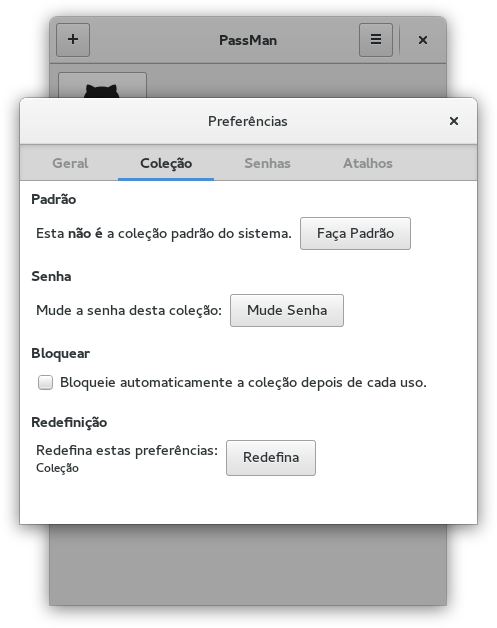 PassMan
Preferências
Geral Coleção Senhas Atalhos
Padrão
Esta não é a coleção padrão do sistema. Faça Padrão
Senha
Mude a senha desta coleção: Mude Senha
Bloquear
Bloqueie automaticamente a coleção depois de cada uso.
Redefinição
Redefina estas preferências: Redefina
Coleção